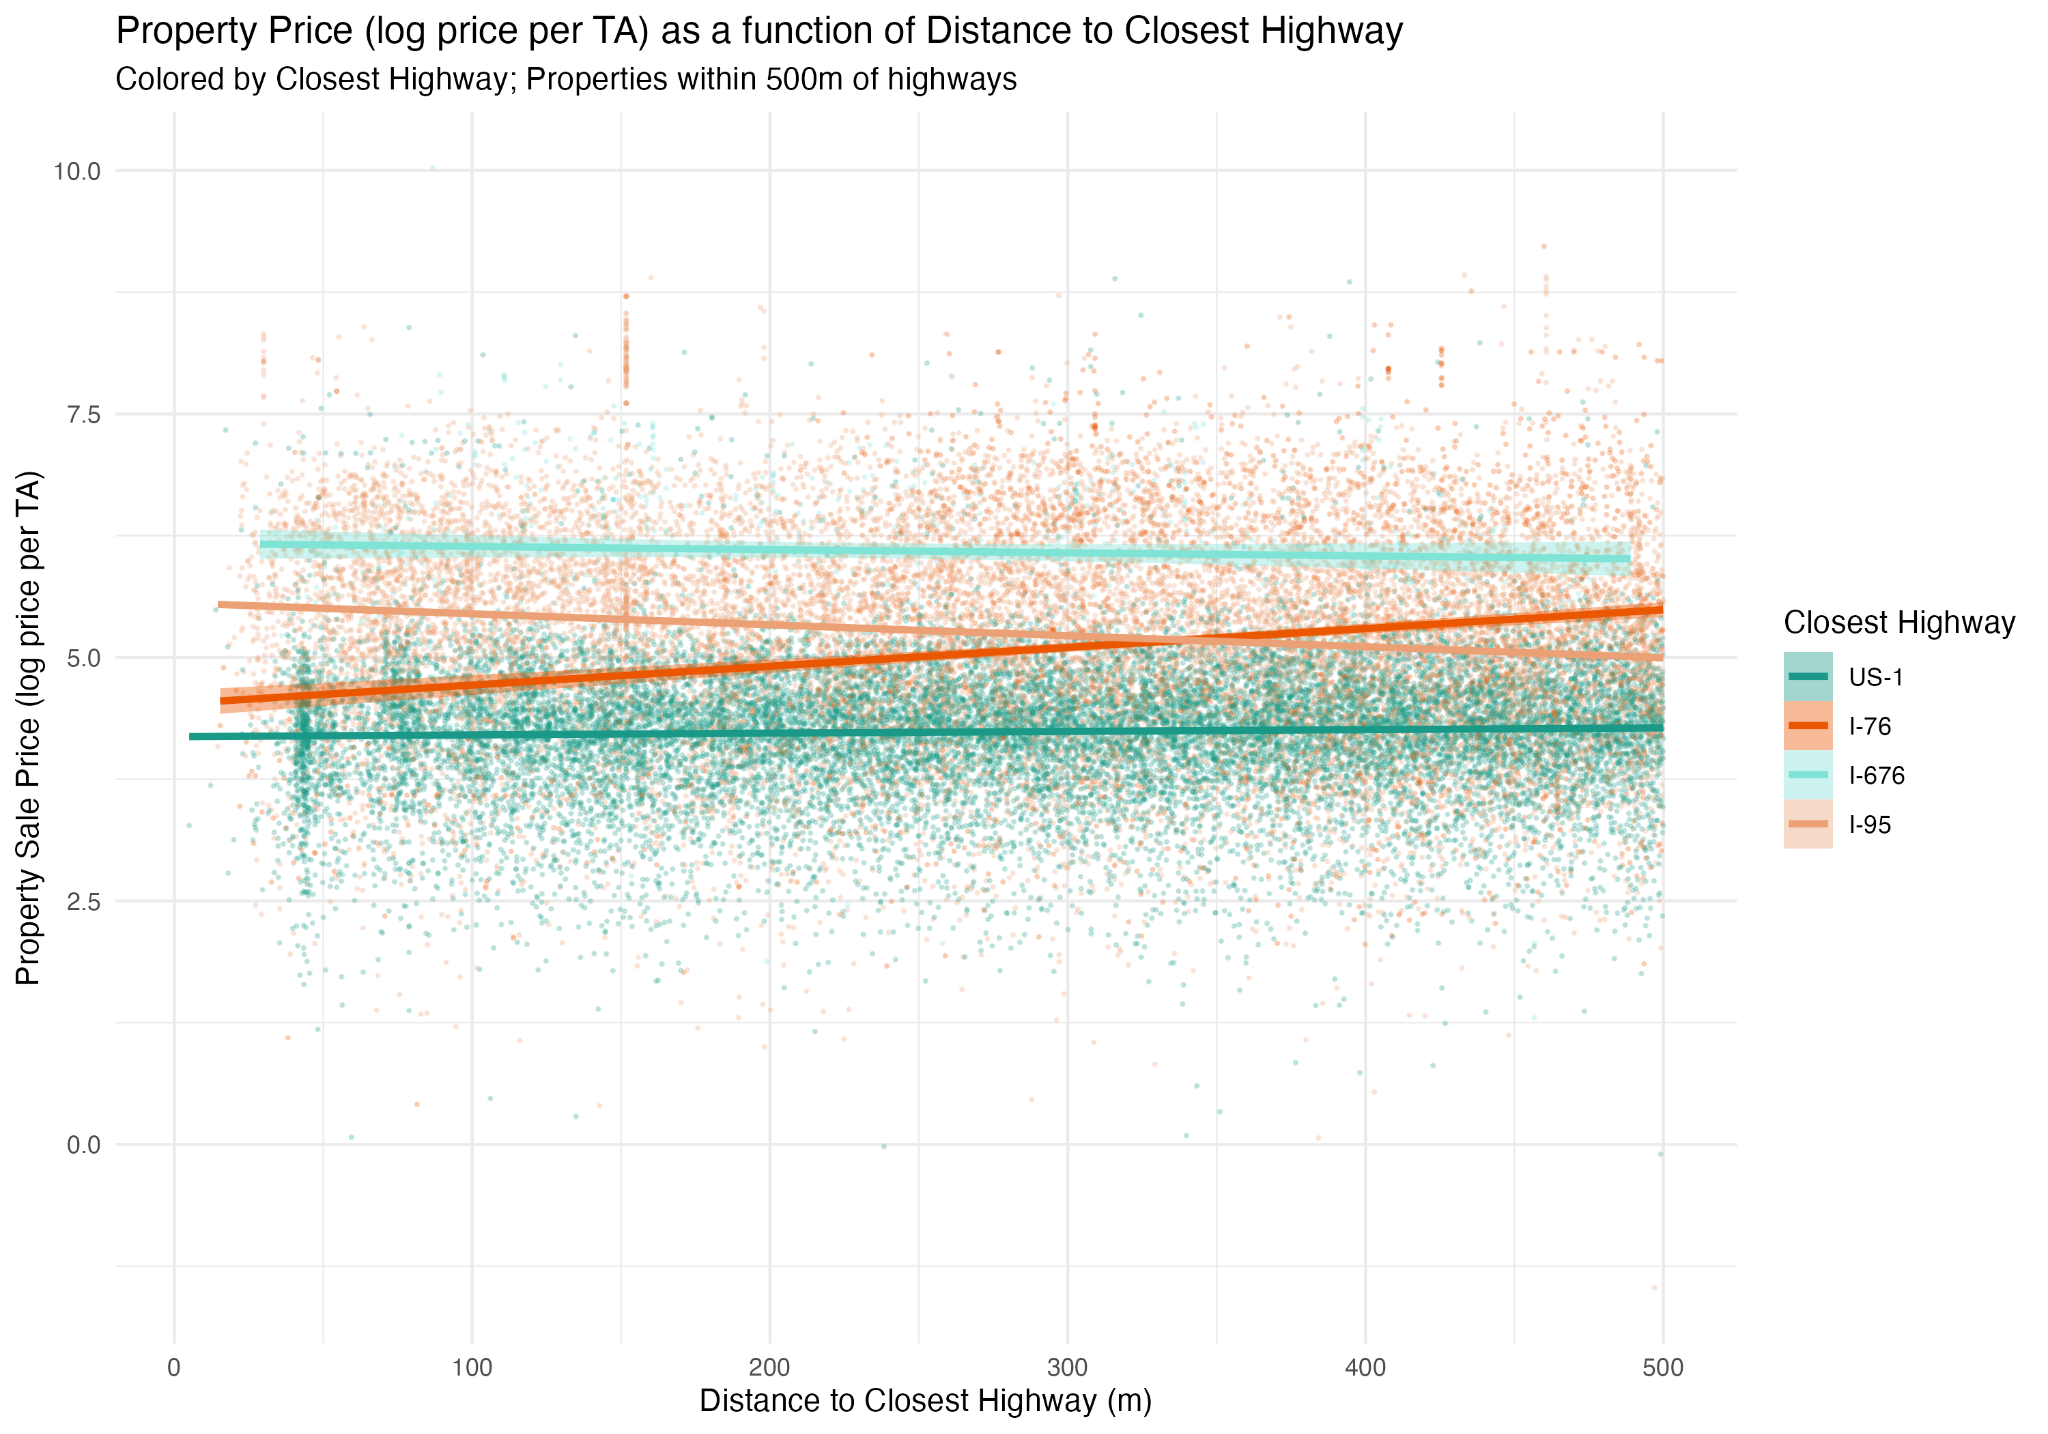 Property Price (log price per TA) as a function of Distance to Closest Highway
Colored by Closest Highway; Properties within 500m of highways
Property Sale Price (log price per TA)
10.0
7.5
5.0
2.5
0.0
0
100
200
300
400
500
Distance to Closest Highway (m)
Closest Highway
US-1
I-76
I-676
I-95